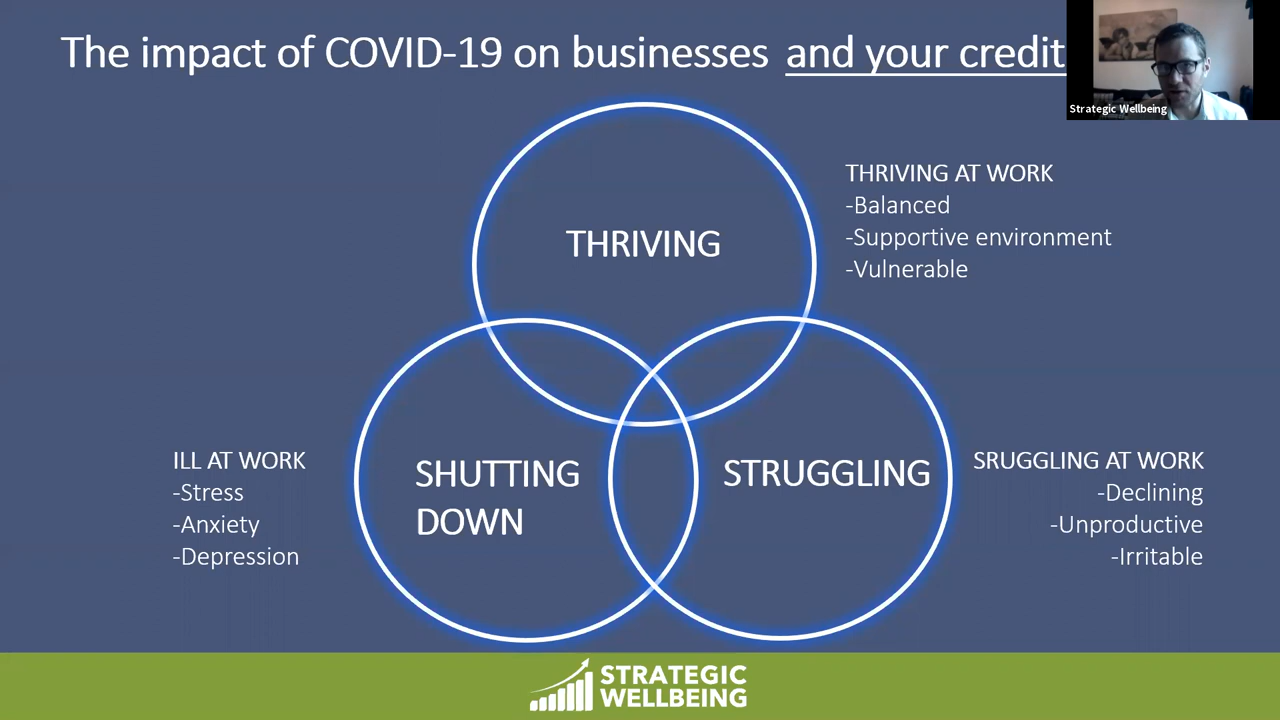 The impact of COVID-19 on businesses and your credit
Strategic Wellbeing
THRIVING
THRIVING AT WORK
-Balanced
-Supportive environment
-Vulnerable
ILL AT WORK
-Stress
-Anxiety
-Depression
SHUTTING
DOWN
STRUGGLING
SRUGGLING AT WORK
-Declining
-Unproductive
-Irritable
STRATEGIC
WELLBEING